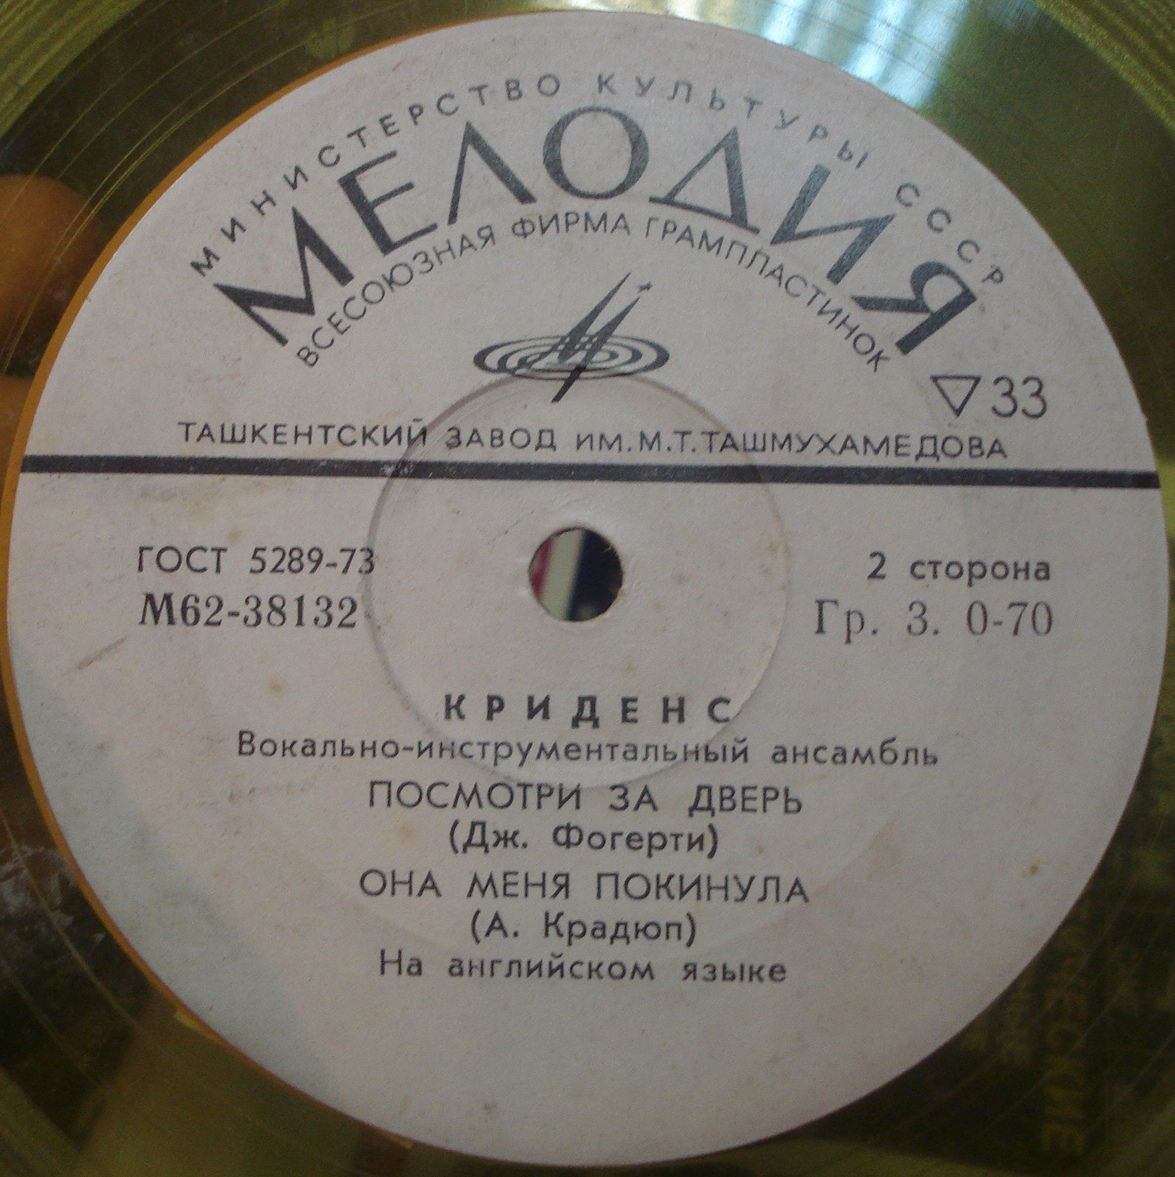 МИНИСТЕРСТВО КУЛЬТУРЫ СССР
МЕЛОДИЯ
ВСЕСОЮЗНАЯ ФИРМА ГРАМПЛАСТИНОК
33
ТАШКЕНТСКИЙ ЗАВОД ИМ.М.Т.ТАШМУХАМЕДОВА
ГОСТ 5289-73
2 сторона
М62-38132
Гр. 3. 0-70
КРИДЕНС
Вокально-инструментальный ансамбль
ПОСМОТРИ ЗА ДВЕРЬ
(Дж. Фогерти)
ОНА МЕНЯ ПОКИНУЛА
(А. Крадюп)
На английском языке